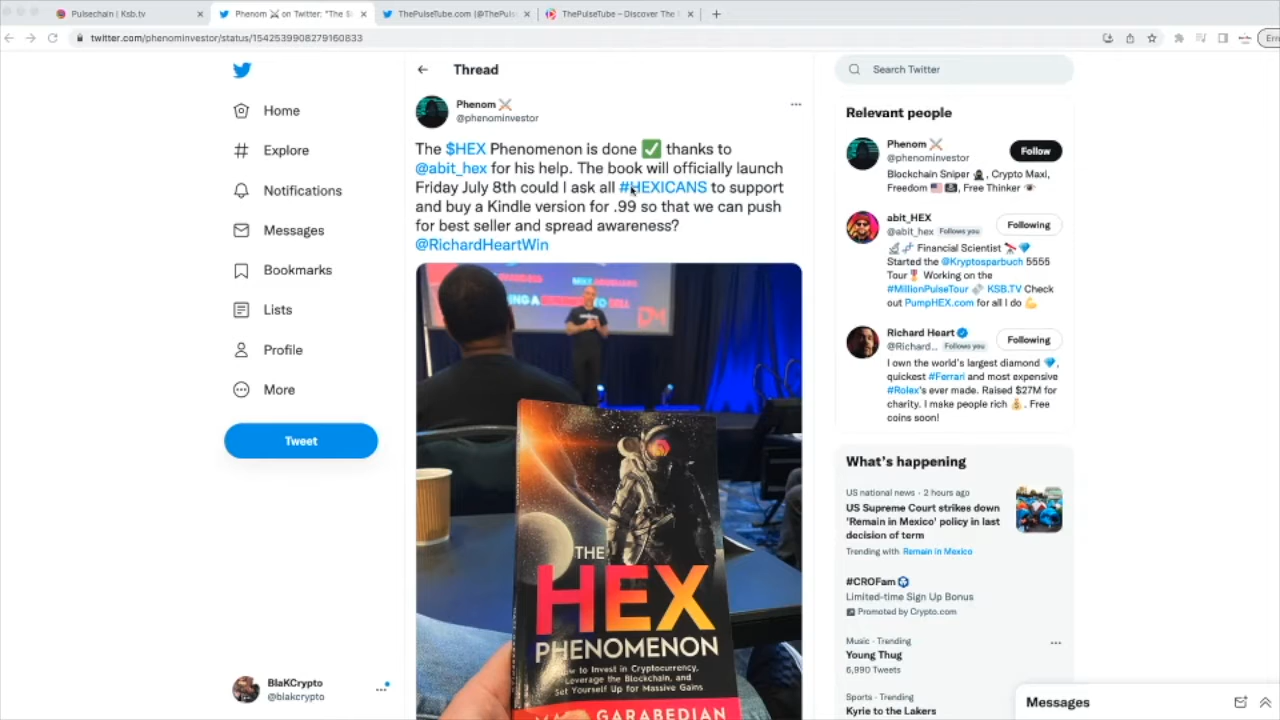 Pulsechain | Ksb.tv
Phenom ⚔ on Twitter: "The $H
ThePulseTube.com (@ThePuls
ThePulseTube – Discover The
twitter.com/phenominvestor/status/1542539908279160833
Home
Explore
Notifications
Messages
Bookmarks
Lists
Profile
More
Tweet
BlaKCrypto
@blakcrypto
Thread
Phenom ⚔
@phenominvestor
The $HEX Phenomenon is done ✅ thanks to
@abit_hex for his help. The book will officially launch
Friday July 8th could I ask all #HEXICANS to support
and buy a Kindle version for .99 so that we can push
for best seller and spread awareness?
@RichardHeartWin
THE
HEX
PHENOMENON
How to Invest in Cryptocurrency,
Leverage the Blockchain, and
Set Yourself Up for Massive Gains
GARABEDIAN
Search Twitter
Relevant people
Phenom ⚔
@phenominvestor
Follow
Blockchain Sniper 🥷, Crypto Maxi,
Freedom 🇺🇸🏴‍☠️, Free Thinker 👁
abit_HEX
@abit_hex Follows you
Following
🔬🧬 Financial Scientist 🔭💎
Started the @Kryptosparbuch 5555
Tour 🎖 Working on the
#MillionPulseTour 💸 KSB.TV Check
out PumpHEX.com for all I do 💪
Richard Heart
@Richard... Follows you
Following
I own the world's largest diamond 💎,
quickest #Ferrari and most expensive
#Rolex's ever made. Raised $27M for
charity. I make people rich 💰. Free
coins soon!
What's happening
US national news · 2 hours ago
US Supreme Court strikes down
'Remain in Mexico' policy in last
decision of term
Trending with Remain in Mexico
#CROFam
Limited-time Sign Up Bonus
Promoted by Crypto.com
Music · Trending
Young Thug
6,990 Tweets
Sports · Trending
Kyrie to the Lakers
Messages